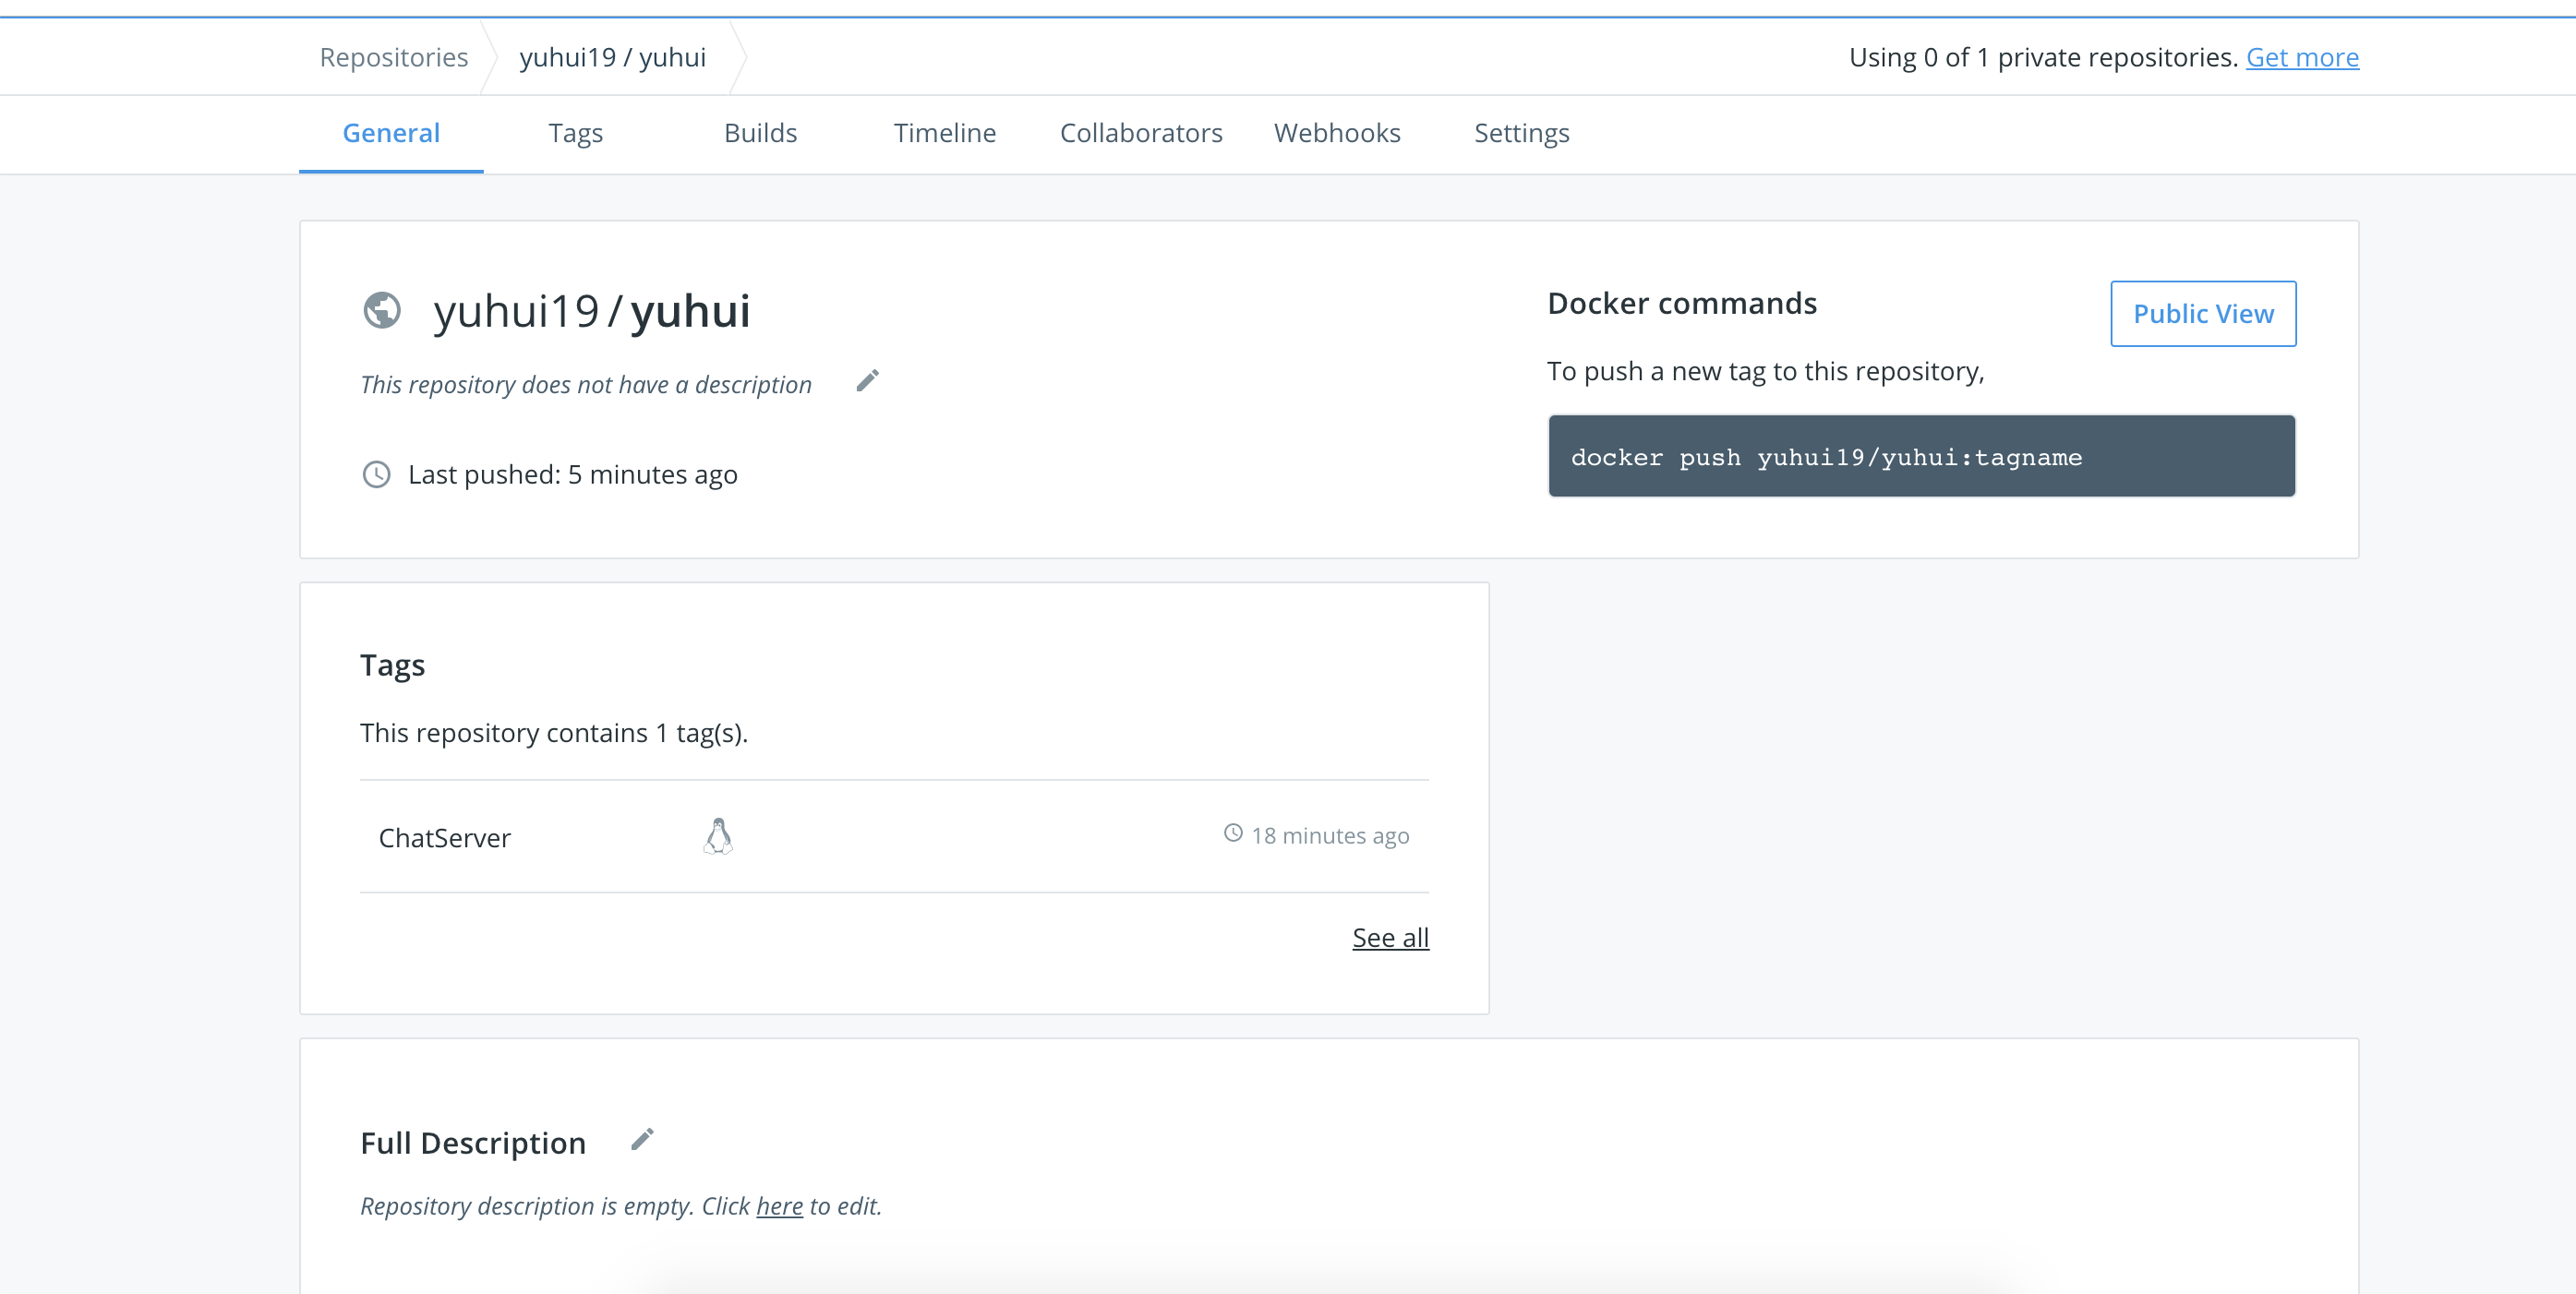 Repositories
yuhui19 / yuhui
Using 0 of 1 private repositories. Get more
General
Tags
Builds
Timeline
Collaborators
Webhooks
Settings
yuhui19 / yuhui
This repository does not have a description
Last pushed: 5 minutes ago
Docker commands
Public View
To push a new tag to this repository,
docker push yuhui19/yuhui:tagname
Tags
This repository contains 1 tag(s).
ChatServer
18 minutes ago
See all
Full Description
Repository description is empty. Click here to edit.